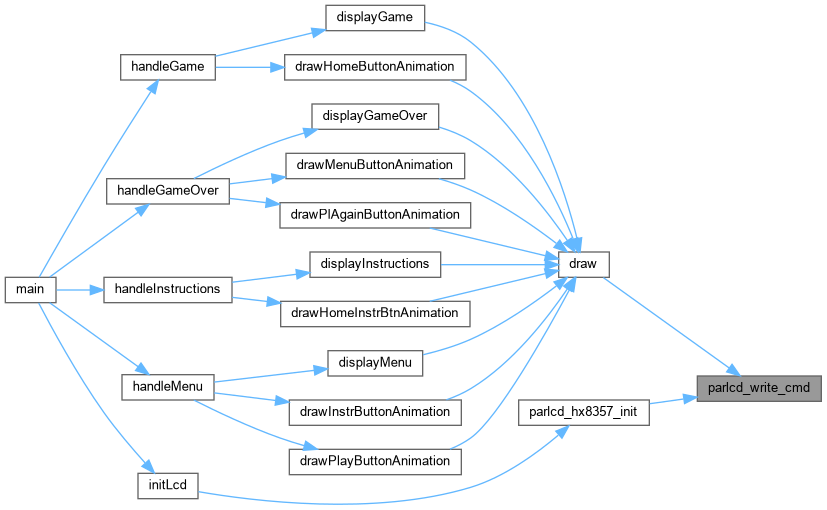 displayGame
handleGame
drawHomeButtonAnimation
displayGameOver
drawMenuButtonAnimation
handleGameOver
drawPlAgainButtonAnimation
displayInstructions
draw
main
handleInstructions
drawHomeInstrBtnAnimation
displayMenu
handleMenu
parlcd_write_cmd
drawInstrButtonAnimation
parlcd_hx8357_init
drawPlayButtonAnimation
initLcd